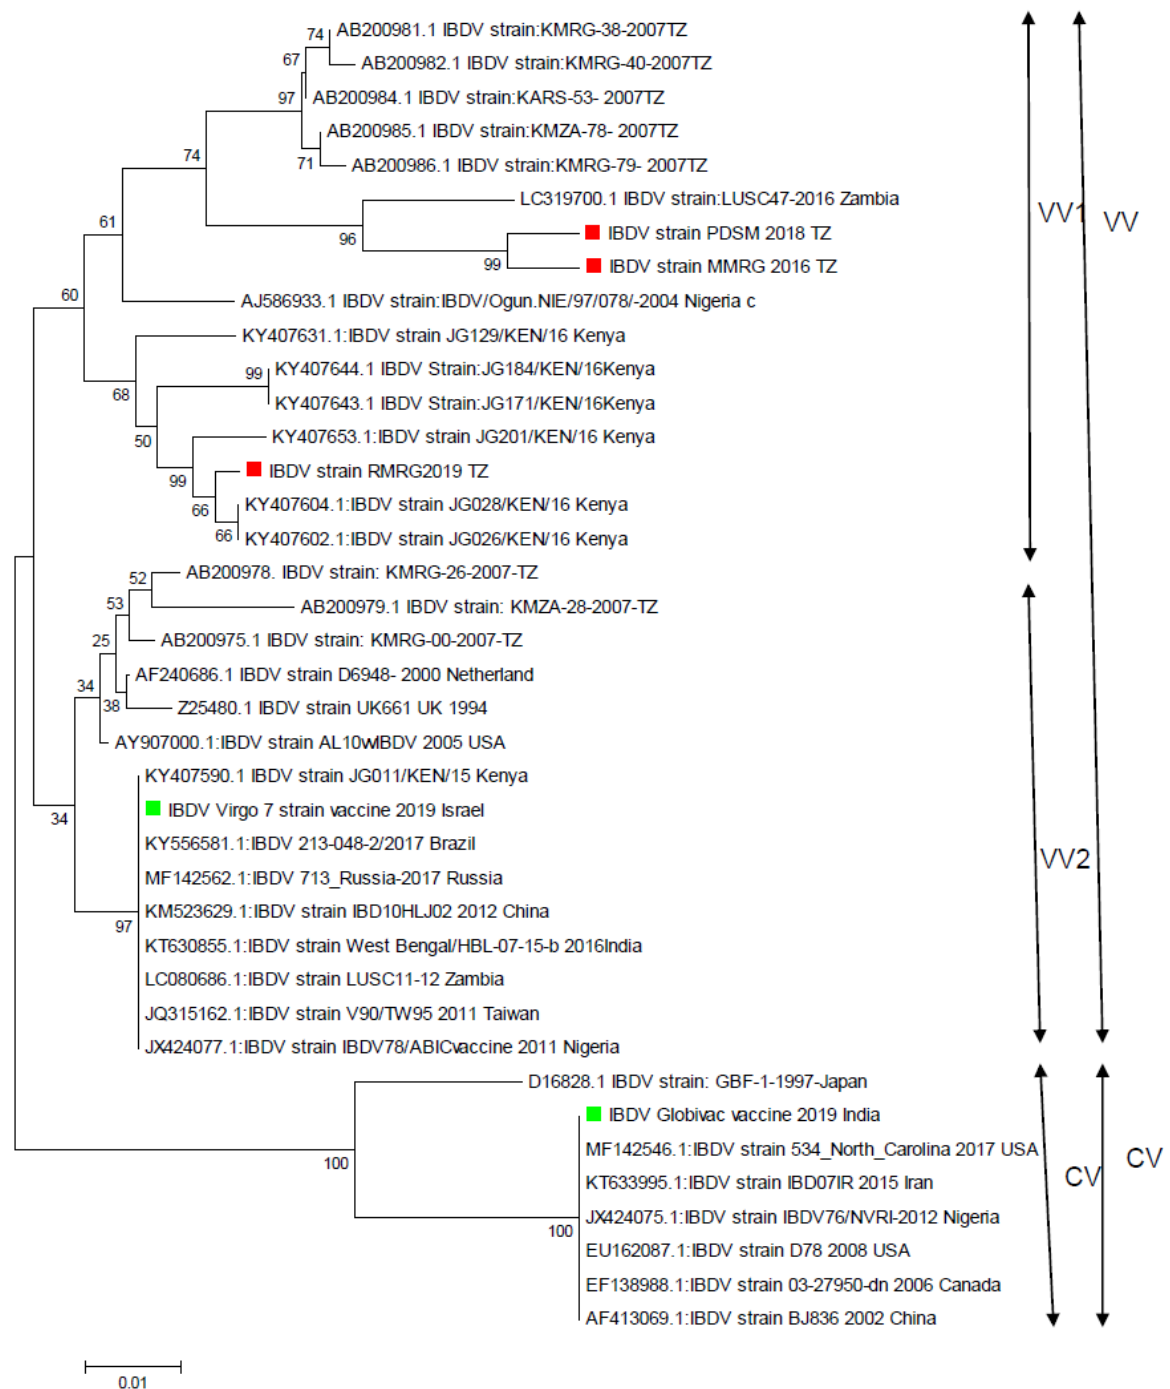 AB200981.1 IBDV strain:KMRG-38-2007TZ
74
AB200982.1 IBDV strain:KMRG-40-2007TZ
67
AB200984.1 IBDV strain:KARS-53- 2007TZ
97
AB200985.1 IBDV strain:KMZA-78- 2007TZ
71
AB200986.1 IBDV strain:KMRG-79- 2007TZ
74
LC319700.1 IBDV strain:LUSC47-2016 Zambia
VV1
VV
61
IBDV strain PDSM 2018 TZ
96
99
IBDV strain MMRG 2016 TZ
60
AJ586933.1 IBDV strain:IBDV/Ogun.NIE/97/078/-2004 Nigeria c
KY407631.1:IBDV strain JG129/KEN/16 Kenya
99
KY407644.1 IBDV Strain:JG184/KEN/16Kenya
68
KY407643.1 IBDV Strain:JG171/KEN/16Kenya
50
KY407653.1:IBDV strain JG201/KEN/16 Kenya
99
IBDV strain RMRG2019 TZ
66
KY407604.1:IBDV strain JG028/KEN/16 Kenya
66
KY407602.1:IBDV strain JG026/KEN/16 Kenya
52
AB200978. IBDV strain: KMRG-26-2007-TZ
53
AB200979.1 IBDV strain: KMZA-28-2007-TZ
25
AB200975.1 IBDV strain: KMRG-00-2007-TZ
AF240686.1 IBDV strain D6948- 2000 Netherland
34
38
Z25480.1 IBDV strain UK661 UK 1994
AY907000.1:IBDV strain AL10wIBDV 2005 USA
KY407590.1 IBDV strain JG011/KEN/15 Kenya
34
IBDV Virgo 7 strain vaccine 2019 Israel
KY556581.1:IBDV 213-048-2/2017 Brazil
VV2
MF142562.1:IBDV 713_Russia-2017 Russia
97
KM523629.1:IBDV strain IBD10HLJ02 2012 China
KT630855.1:IBDV strain West Bengal/HBL-07-15-b 2016India
LC080686.1:IBDV strain LUSC11-12 Zambia
JQ315162.1:IBDV strain V90/TW95 2011 Taiwan
JX424077.1:IBDV strain IBDV78/ABICvaccine 2011 Nigeria
D16828.1 IBDV strain: GBF-1-1997-Japan
IBDV Globivac vaccine 2019 India
100
MF142546.1:IBDV strain 534_North_Carolina 2017 USA
CV
CV
KT633995.1:IBDV strain IBD07IR 2015 Iran
100
JX424075.1:IBDV strain IBDV76/NVRI-2012 Nigeria
EU162087.1:IBDV strain D78 2008 USA
EF138988.1:IBDV strain 03-27950-dn 2006 Canada
AF413069.1:IBDV strain BJ836 2002 China
0.01